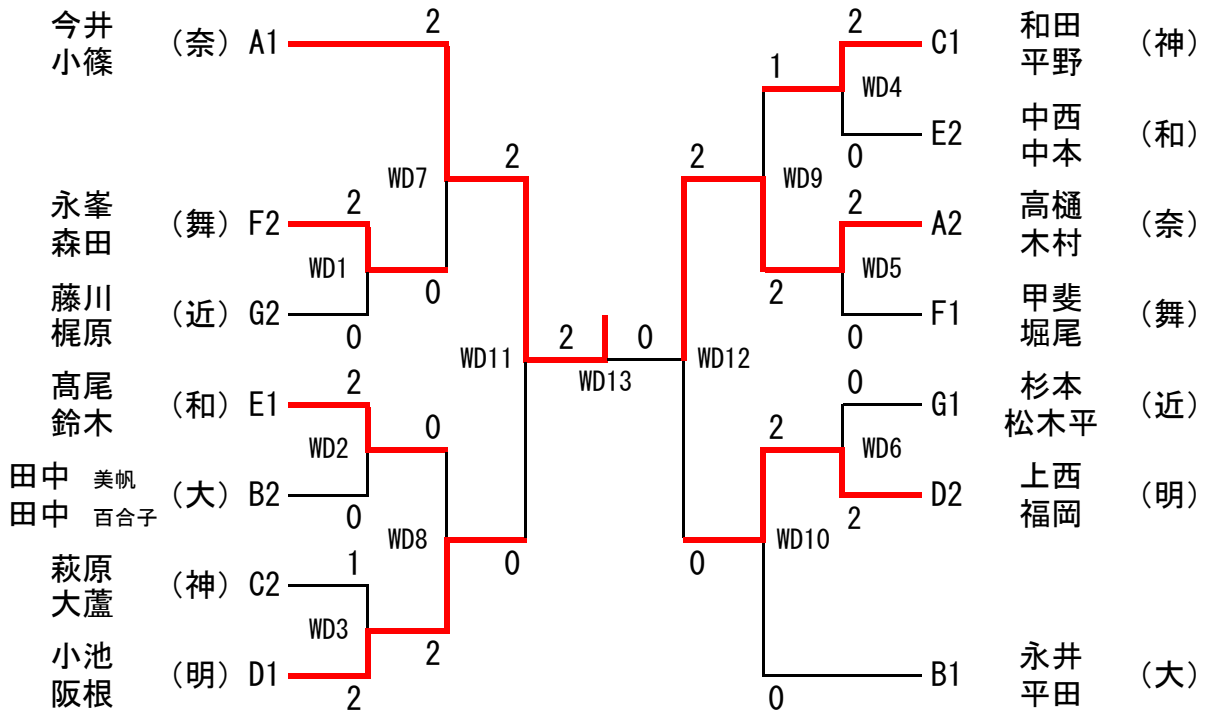 今井
小篠
（奈）A1
2
永峯
森田
（舞）F2
2
WD1
藤川
梶原
（近）G2
0
WD7
0
2
髙尾
鈴木
（和）E1
2
WD2
田中 美帆
田中 百合子
（大）B2
0
0
WD8
萩原
大蘆
（神）C2
1
WD3
小池
阪根
（明）D1
2
2
0
WD11
2
WD13
0
WD12
2
0
1
WD9
2
2
C1
和田
平野
（神）
WD4
E2
中西
中本
（和）
0
2
A2
高樋
木村
（奈）
WD5
F1
甲斐
堀尾
（舞）
0
0
G1
杉本
松木平
（近）
2
WD6
D2
上西
福岡
（明）
2
WD10
0
B1
永井
平田
（大）